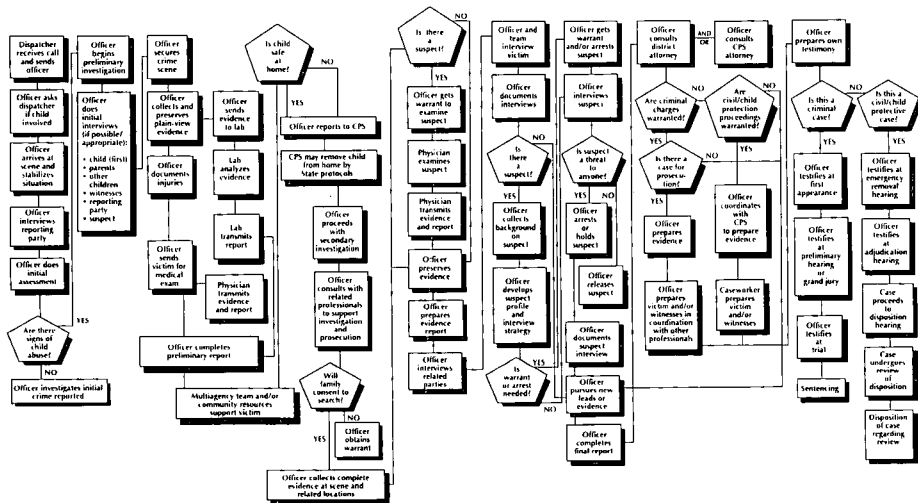 Dispatcher
receives call
and sends
officer
Officer asks
dispatcher
if child
involved
Officer
arrives at
scene and
stabilizes
situation
Officer
interviews
reporting
party
Officer does
initial
assessment
Are there
signs of
child
abuse?
YES
NO
Officer investigates initial
crime reported
Officer
begins
preliminary
investigation
Officer
does
initial
interviews
(if possible/
appropriate):
• child (first)
• parents
• other
children
• witnesses
• reporting
party
• suspect
Officer
secures
crime
scene
Officer
collects and
preserves
plain-view
evidence
Officer
documents
injuries
Officer
sends
victim for
medical
exam
Officer
sends
evidence
to lab
Lab
analyzes
evidence
Lab
transmits
report
Physician
transmits
evidence
and report
Officer completes
preliminary report
Multiagency team and/or
community resources
support victim
Is child
safe at
home?
NO
YES
Officer reports to CPS
CPS may remove child
from home by
State protocols
Officer
proceeds
with
secondary
investigation
Officer
consults with
related
professionals
to support
investigation
and
prosecution
Will
family
consent to
search?
YES
NO
Officer
obtains
warrant
Officer collects complete
evidence at scene and
related locations
Is there
a
suspect?
NO
YES
Officer gets
warrant to
examine
suspect
Physician
examines
suspect
Physician
transmits
evidence
and report
Officer
preserves
evidence
Officer
prepares
evidence
report
Officer
interviews
related
parties
Officer and
team
interview
victim
Officer
documents
interviews
Is
there
a
suspect?
NO
YES
Officer
collects
background
on
suspect
Officer
develops
suspect
profile and
interview
strategy
Is
warrant
or arrest
needed?
YES
NO
Officer gets
warrant
and/or arrests
suspect
Officer
interviews
suspect
Is suspect
a threat
to
anyone?
YES
NO
Officer
arrests or
holds
suspect
Officer
releases
suspect
Officer
documents
suspect
interview
Officer
pursues new
leads or
evidence
Officer
completes
final report
Officer
consults
district
attorney
AND
OR
Officer
consults
CPS
attorney
Are criminal
charges
warranted?
NO
YES
Is there
a case for
prosecu-
tion?
NO
YES
Officer
prepares
evidence
Officer
prepares
victim and/or
witnesses in
coordination
with other
professionals
Are
civil/child
protection
proceedings
warranted?
NO
YES
Officer
coordinates
with
CPS
to prepare
evidence
Caseworker
prepares
victim
and/or
witnesses
Officer
prepares own
testimony
Is this a
criminal
case?
NO
YES
Officer
testifies at
first
appearance
Officer
testifies at
preliminary
hearing
or
grand jury
Officer
testifies
at
trial
Sentencing
Is this a
civil/child
protective
case?
YES
Officer
testifies at
emergency
removal
hearing
Officer
testifies at
adjudication
hearing
Case
proceeds
to
disposition
hearing
Case
undergoes
review of
disposition
Disposition
of case
regarding
review